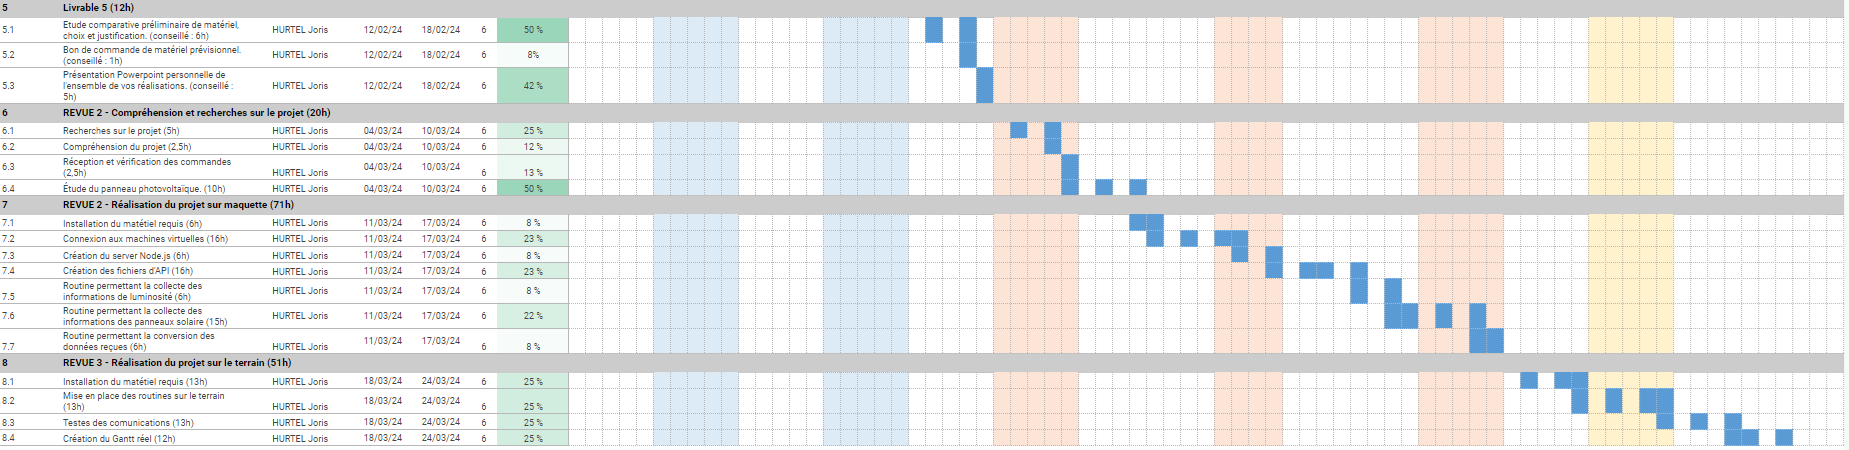 5 Livrable 5 (12h)
5.1 Etude comparative préliminaire de matériel, choix et justification. (conseillé : 6h) HURTEL Joris 12/02/24 18/02/24 6 50 %
5.2 Bon de commande de matériel prévisionnel. (conseillé : 1h) HURTEL Joris 12/02/24 18/02/24 6 8%
5.3 Présentation Powerpoint personnelle de l'ensemble de vos réalisations. (conseillé : 5h) HURTEL Joris 12/02/24 18/02/24 6 42 %
6 REVUE 2 - Compréhension et recherches sur le projet (20h)
6.1 Recherches sur le projet (5h) HURTEL Joris 04/03/24 10/03/24 6 25 %
6.2 Compréhension du projet (2,5h) HURTEL Joris 04/03/24 10/03/24 6 12 %
6.3 Réception et vérification des commandes (2,5h) HURTEL Joris 04/03/24 10/03/24 6 13 %
6.4 Étude du panneau photovoltaïque. (10h) HURTEL Joris 04/03/24 10/03/24 6 50 %
7 REVUE 2 - Réalisation du projet sur maquette (71h)
7.1 Installation du matétiel requis (6h) HURTEL Joris 11/03/24 17/03/24 6 8 %
7.2 Connexion aux machines virtuelles (16h) HURTEL Joris 11/03/24 17/03/24 6 23 %
7.3 Création du server Node.js (6h) HURTEL Joris 11/03/24 17/03/24 6 8 %
7.4 Création des fichiers d'API (16h) HURTEL Joris 11/03/24 17/03/24 6 23 %
7.5 Routine permettant la collecte des informations de luminosité (6h) HURTEL Joris 11/03/24 17/03/24 6 8 %
7.6 Routine permettant la collecte des informations des panneaux solaire (15h) HURTEL Joris 11/03/24 17/03/24 6 22 %
7.7 Routine permettant la conversion des données reçues (6h) HURTEL Joris 11/03/24 17/03/24 6 8 %
8 REVUE 3 - Réalisation du projet sur le terrain (51h)
8.1 Installation du matétiel requis (13h) HURTEL Joris 18/03/24 24/03/24 6 25 %
8.2 Mise en place des routines sur le terrain (13h) HURTEL Joris 18/03/24 24/03/24 6 25 %
8.3 Testes des comunications (13h) HURTEL Joris 18/03/24 24/03/24 6 25 %
8.4 Création du Gantt réel (12h) HURTEL Joris 18/03/24 24/03/24 6 25 %